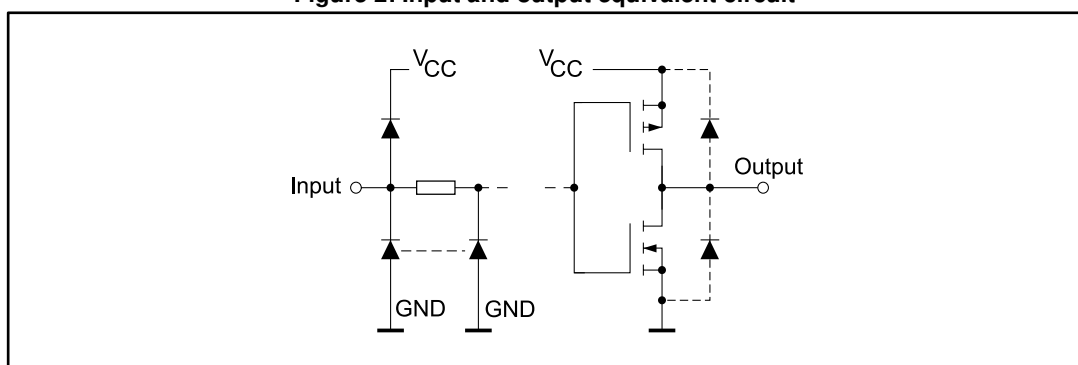 Figure 2. Input and output equivalent circuit
VCC
VCC
Input
Output
GND
GND